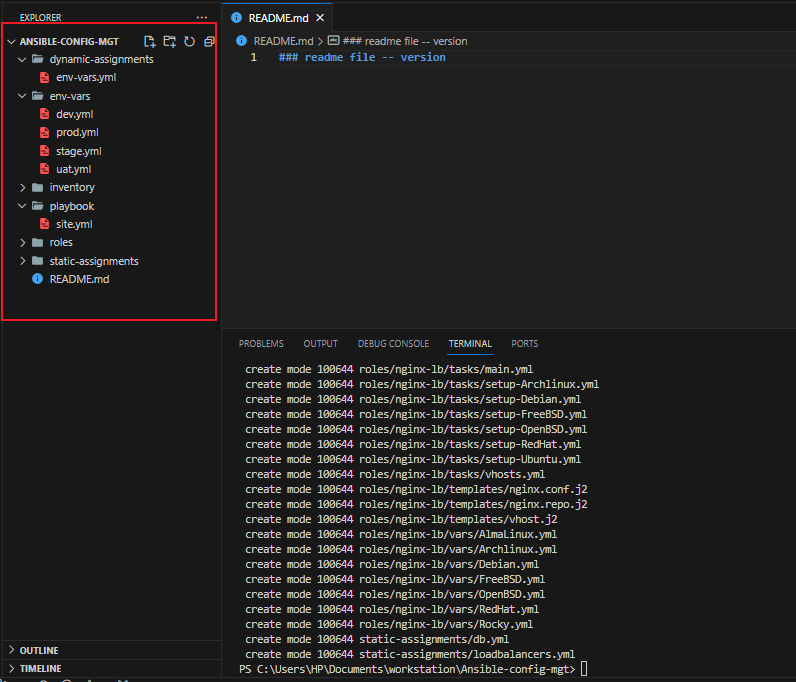 EXPLORER
ANSIBLE-CONFIG-MGT
dynamic-assignments
env-vars.yml
env-vars
dev.yml
prod.yml
stage.yml
uat.yml
inventory
playbook
site.yml
roles
static-assignments
README.md
OUTLINE
TIMELINE
README.md
README.md > ### readme file -- version
1 ### readme file -- version
PROBLEMS OUTPUT DEBUG CONSOLE TERMINAL PORTS
create mode 100644 roles/nginx-lb/tasks/main.yml
create mode 100644 roles/nginx-lb/tasks/setup-Archlinux.yml
create mode 100644 roles/nginx-lb/tasks/setup-Debian.yml
create mode 100644 roles/nginx-lb/tasks/setup-FreeBSD.yml
create mode 100644 roles/nginx-lb/tasks/setup-OpenBSD.yml
create mode 100644 roles/nginx-lb/tasks/setup-RedHat.yml
create mode 100644 roles/nginx-lb/tasks/setup-Ubuntu.yml
create mode 100644 roles/nginx-lb/tasks/vhosts.yml
create mode 100644 roles/nginx-lb/templates/nginx.conf.j2
create mode 100644 roles/nginx-lb/templates/nginx.repo.j2
create mode 100644 roles/nginx-lb/templates/vhost.j2
create mode 100644 roles/nginx-lb/vars/AlmaLinux.yml
create mode 100644 roles/nginx-lb/vars/Archlinux.yml
create mode 100644 roles/nginx-lb/vars/Debian.yml
create mode 100644 roles/nginx-lb/vars/FreeBSD.yml
create mode 100644 roles/nginx-lb/vars/OpenBSD.yml
create mode 100644 roles/nginx-lb/vars/RedHat.yml
create mode 100644 roles/nginx-lb/vars/Rocky.yml
create mode 100644 static-assignments/db.yml
create mode 100644 static-assignments/loadbalancers.yml
PS C:\Users\HP\Documents\workstation\Ansible-config-mgt>